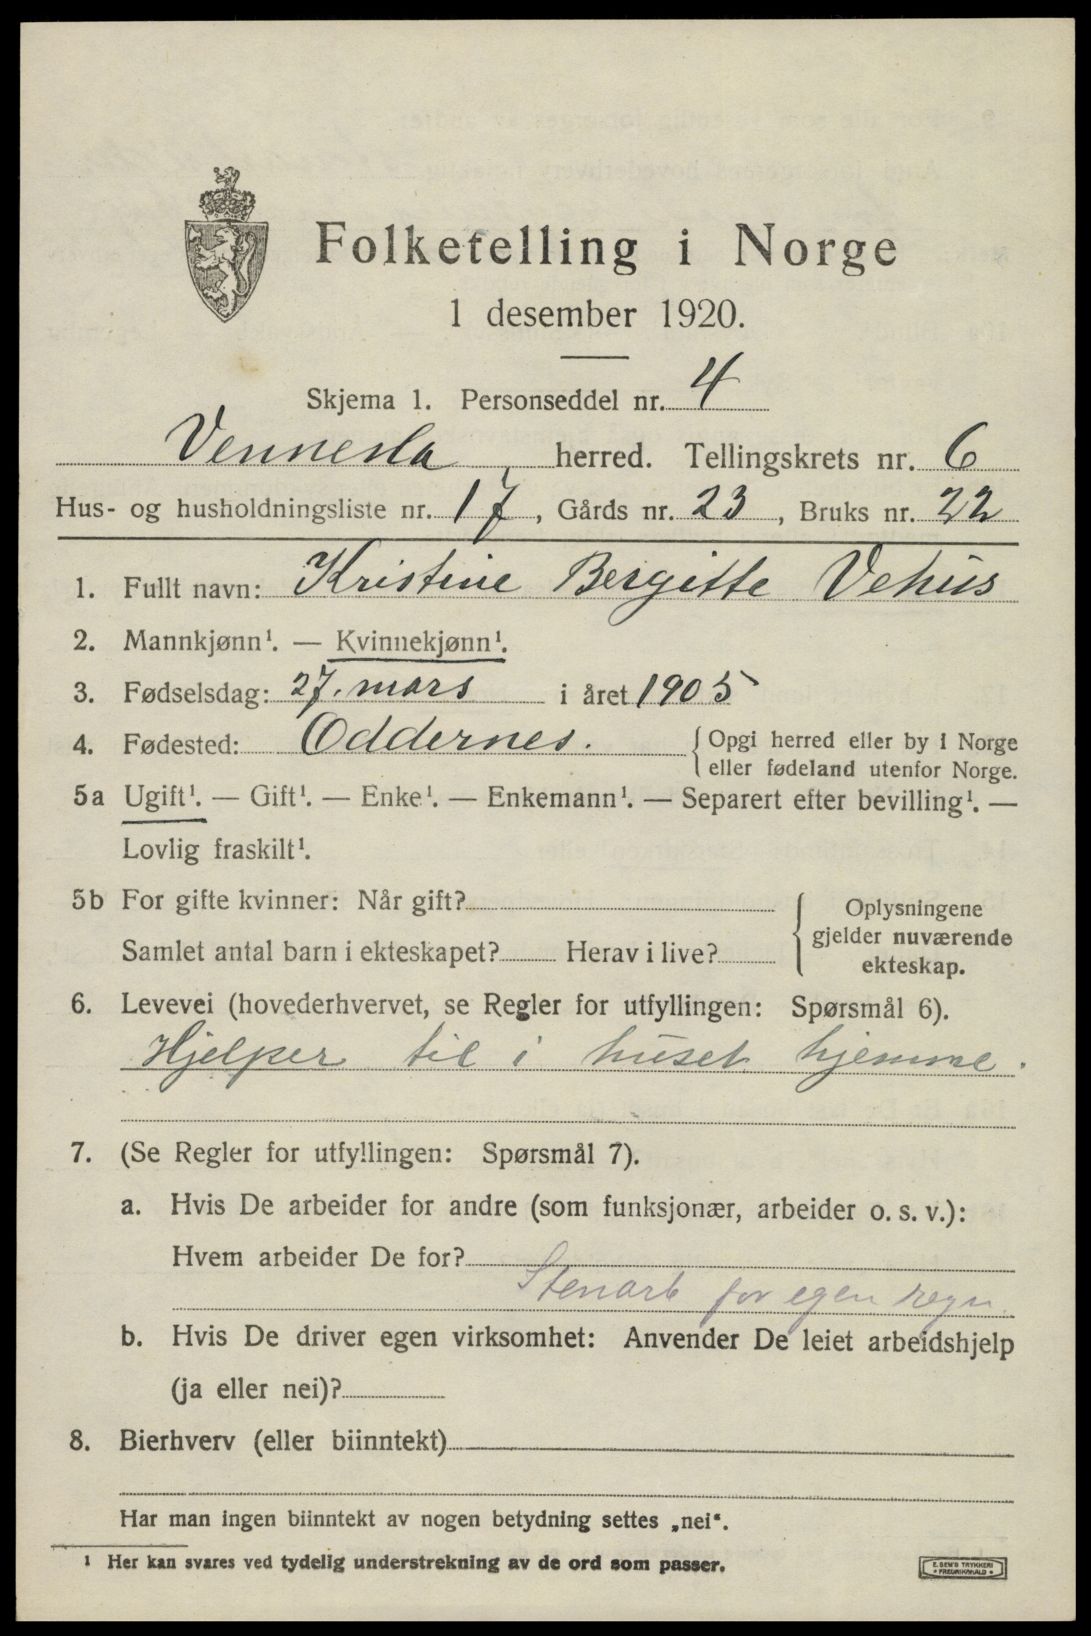 Folketelling i Norge
1 desember 1920.
Skjema 1. Personseddel nr. 4
Vennesla herred. Tellingskrets nr. 6
Hus- og husholdningsliste nr. 17, Gårds nr. 23, Bruks nr. 22
1. Fullt navn: Kristine Bergitte Vehus
2. Mannkjønn¹. — Kvinnekjønn¹.
3. Fødselsdag: 27. mars i året 1905
4. Fødested: Oddernes. { Opgi herred eller by i Norge
eller fødeland utenfor Norge.
5a Ugift¹. — Gift¹. — Enke¹. — Enkemann¹. — Separert efter bevilling¹. —
Lovlig fraskilt¹.
5b For gifte kvinner: Når gift?
Samlet antal barn i ekteskapet? Herav i live?
{ Oplysningene
gjelder nuværende
ekteskap.
6. Levevei (hovederhvervet, se Regler for utfyllingen: Spørsmål 6).
Hjelper til i huset hjemme.
7. (Se Regler for utfyllingen: Spørsmål 7).
a. Hvis De arbeider for andre (som funksjonær, arbeider o. s. v.):
Hvem arbeider De for?
Stenarb for egen regn.
b. Hvis De driver egen virksomhet: Anvender De leiet arbeidshjelp
(ja eller nei)?
8. Bierhverv (eller biinntekt)
Har man ingen biinntekt av nogen betydning settes „nei“.
¹ Her kan svares ved tydelig understrekning av de ord som passer.
E. SEM'S TRYKKERI
• FREDRIKSHALD •